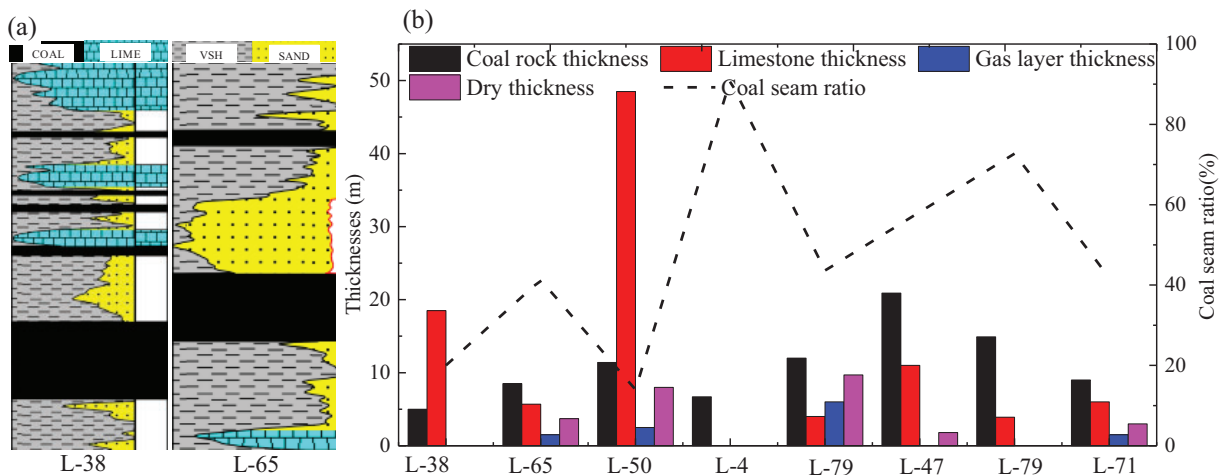 (a)
COAL LIME VSH SAND
L-38 L-65
(b)
Coal rock thickness Limestone thickness Gas layer thickness
Dry thickness Coal seam ratio
Thicknesses (m)
50
40
30
20
10
0
100
80
60
40
20
0
Coal seam ratio(%)
L-38 L-65 L-50 L-4 L-79 L-47 L-79 L-71